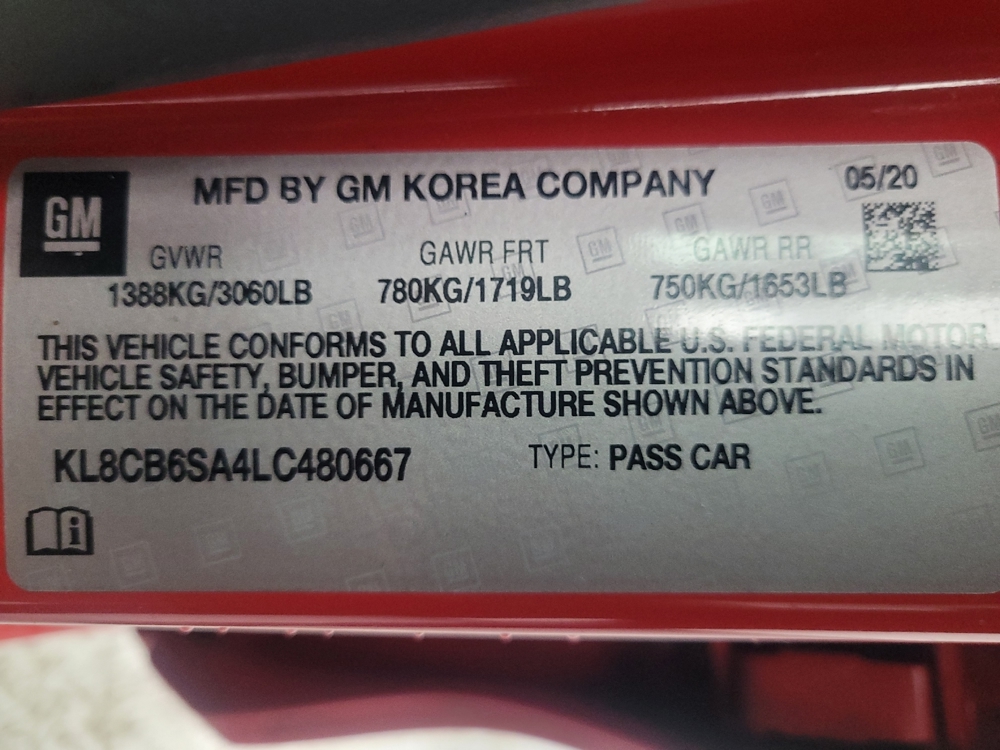 GM
MFD BY GM KOREA COMPANY
05/20
GVWR
GAWR FRT
GAWR RR
1388KG/3060LB
780KG/1719LB
750KG/1653LB
THIS VEHICLE CONFORMS TO ALL APPLICABLE U.S. FEDERAL MOTOR
VEHICLE SAFETY, BUMPER, AND THEFT PREVENTION STANDARDS IN
EFFECT ON THE DATE OF MANUFACTURE SHOWN ABOVE.
KL8CB6SA4LC480667
TYPE: PASS CAR
i